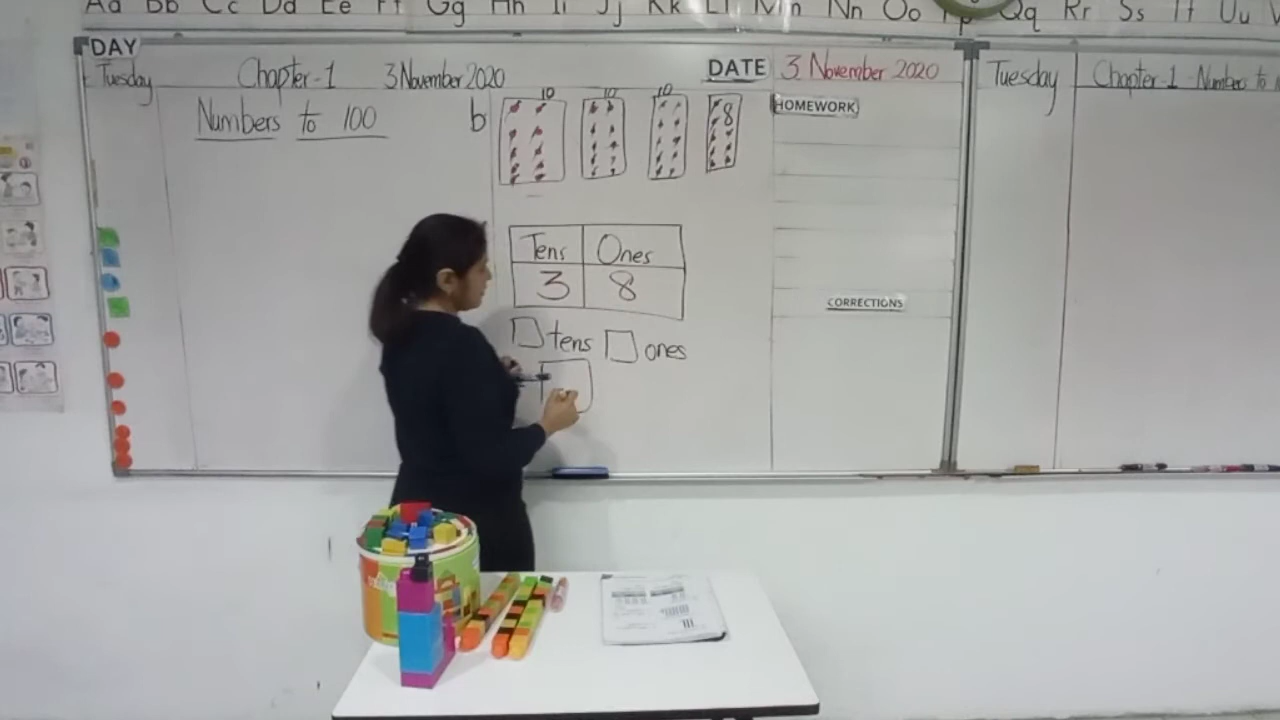 Aa Bb Cc Dd Ee Ff Gg Hh Ii Jj Kk Ll Mm Nn Oo Pp Qq Rr Ss Tt Uu V
DAY
Tuesday Chapter-1 3 November 2020
DATE 3 November 2020
Numbers to 100
b 10 10 10 8
Tens Ones
3 8
tens ones
HOMEWORK
CORRECTIONS
Tuesday Chapter 1 Numbers to